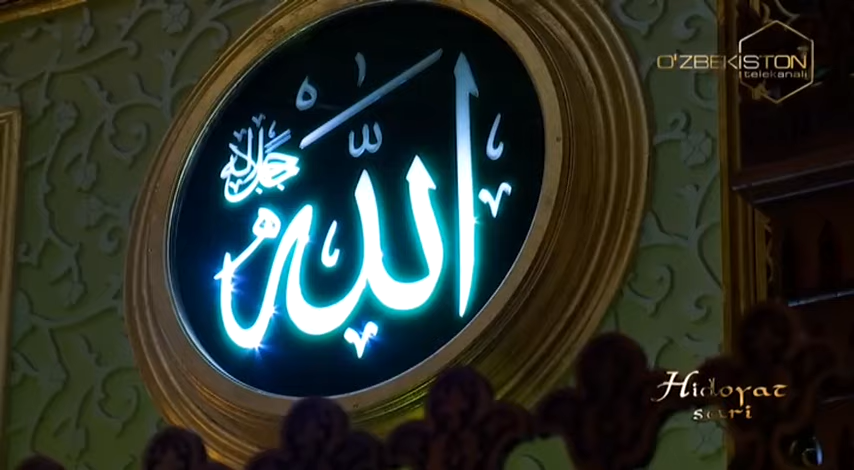 O'ZBEKISTON
telekanali
الله
جل جلاله
Hidoyat
sari